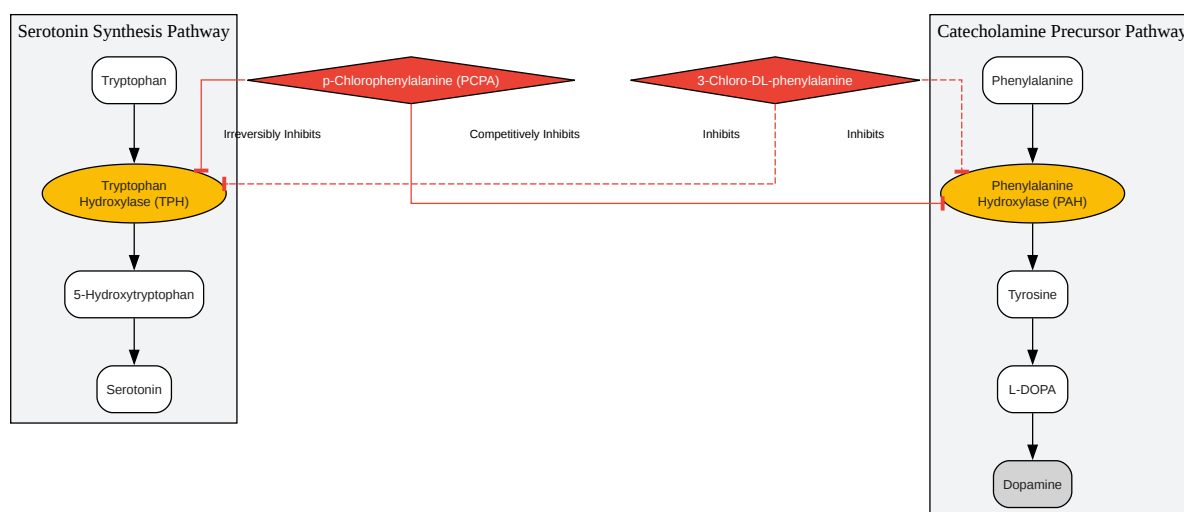 Serotonin Synthesis Pathway
Catecholamine Precursor Pathway
Tryptophan
p-Chlorophenylalanine (PCPA)
3-Chloro-DL-phenylalanine
Phenylalanine
Irreversibly Inhibits
Competitively Inhibits
Inhibits
Inhibits
Tryptophan
Hydroxylase (TPH)
Phenylalanine
Hydroxylase (PAH)
5-Hydroxytryptophan
Tyrosine
Serotonin
L-DOPA
Dopamine